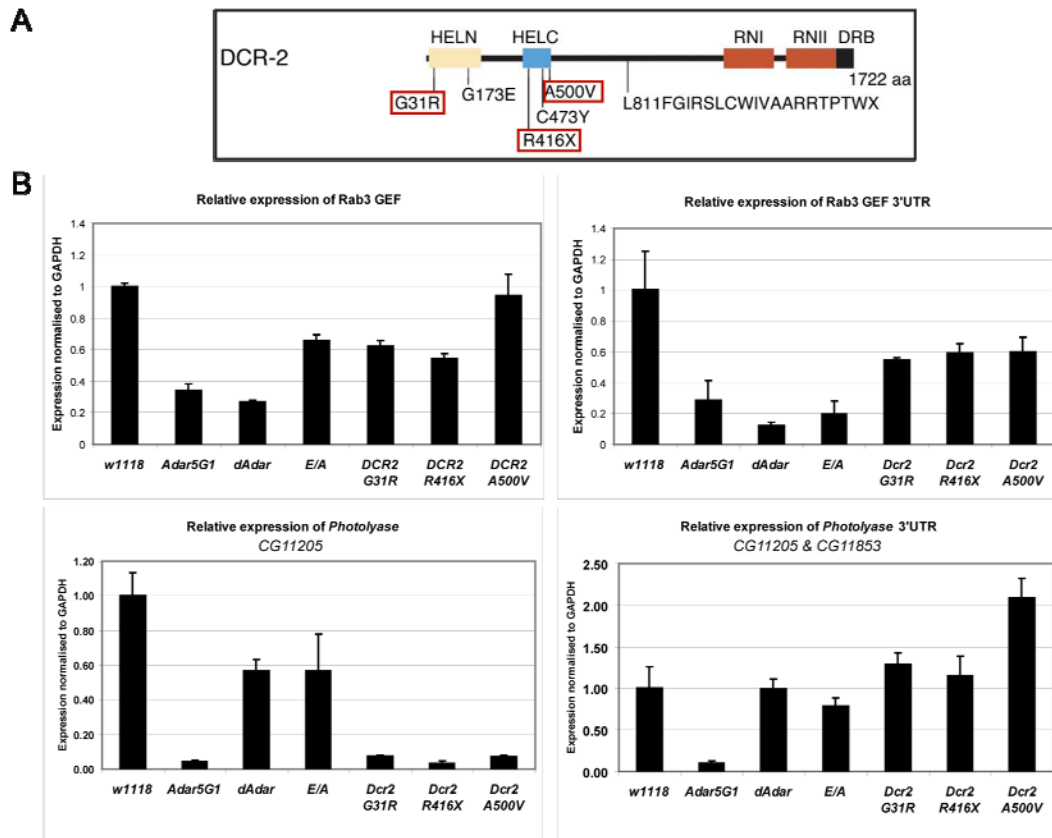 A
HELN HELC RNI RNII DRB
DCR-2
1722 aa
G31R G173E A500V L811FGIRSLCWIVAARRTPTWX
C473Y
R416X
B
Relative expression of Rab3 GEF
Expression normalised to GAPDH
1.4
1.2
1
0.8
0.6
0.4
0.2
0
w1118 Adar5G1 dAdar E/A DCR2 DCR2 DCR2
G31R R416X A500V
Relative expression of Rab3 GEF 3'UTR
Expression normalised to GAPDH
1.4
1.2
1
0.8
0.6
0.4
0.2
0
w1118 Adar5G1 dAdar E/A Dcr2 Dcr2 Dcr2
G31R R416X A500V
Relative expression of Photolyase
CG11205
Expression normalised to GAPDH
1.20
1.00
0.80
0.60
0.40
0.20
0.00
w1118 Adar5G1 dAdar E/A Dcr2 Dcr2 Dcr2
G31R R416X A500V
Relative expression of Photolyase 3'UTR
CG11205 & CG11853
Expression normalised to GAPDH
2.50
2.00
1.50
1.00
0.50
0.00
w1118 Adar5G1 dAdar E/A Dcr2 Dcr2 Dcr2
G31R R416X A500V